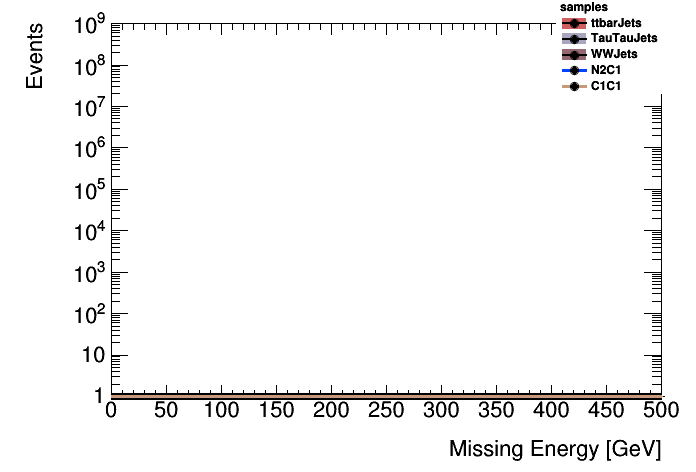 samples
ttbarJets
TauTauJets
WWJets
N2C1
C1C1
Events
10⁹
10⁸
10⁷
10⁶
10⁵
10⁴
10³
10²
10
1
0 50 100 150 200 250 300 350 400 450 500
Missing Energy [GeV]